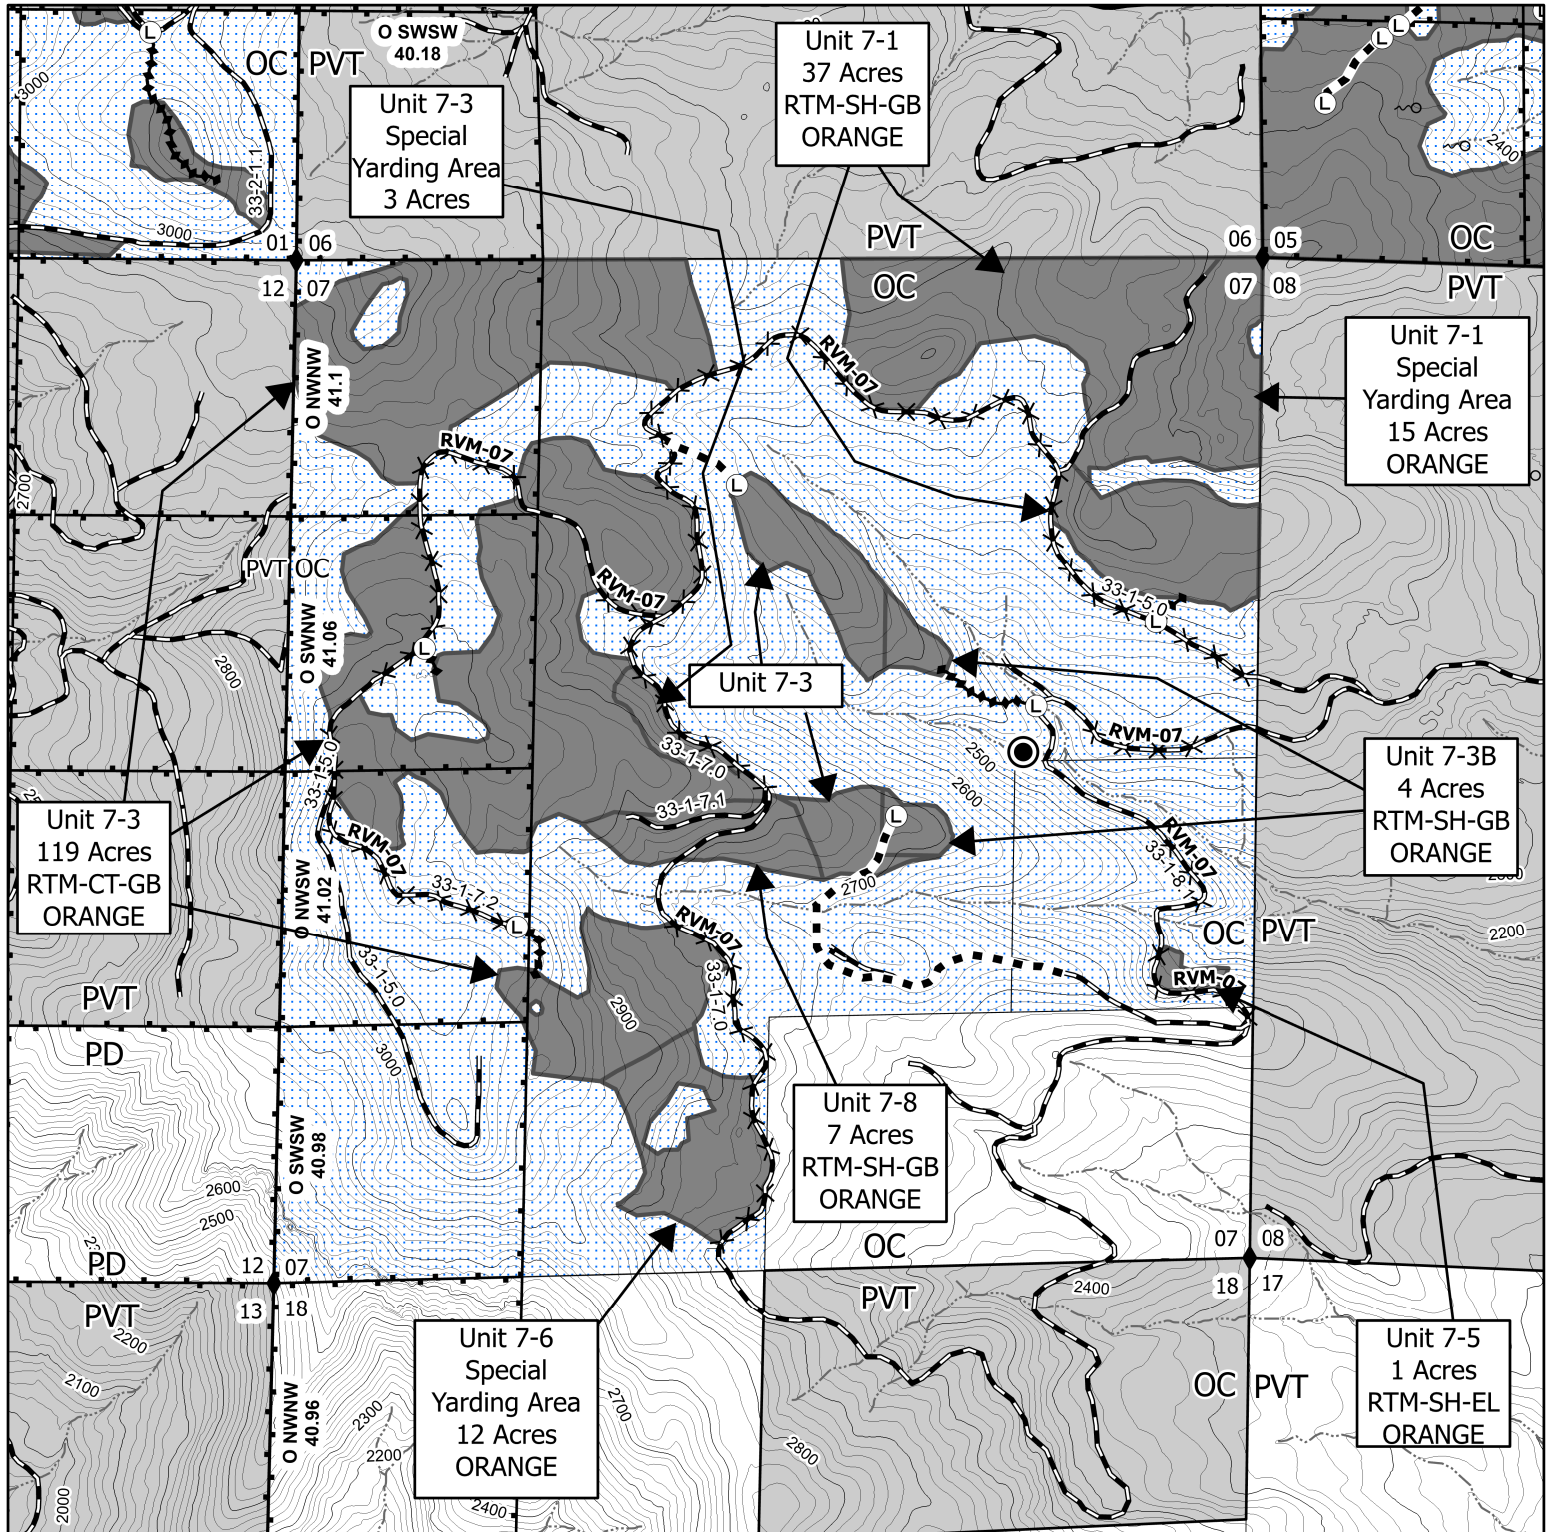 O SWSW
40.18
OC
PVT
Unit 7-3
Special
Yarding Area
3 Acres
Unit 7-1
37 Acres
RTM-SH-GB
ORANGE
L
L
L
L
3000
33-2-1.1
3000
2400
01
06
PVT
06
05
OC
12
07
OC
07
08
PVT
Unit 7-1
Special
Yarding Area
15 Acres
ORANGE
O NWNW
41.1
RVM-07
RVM-07
2700
L
PVT
OC
RVM-07
33-1-5.0
L
O SWNW
41.06
2800
L
Unit 7-3
L
RVM-07
33-1-5.0
33-1-7.0
2500
2600
Unit 7-3B
4 Acres
RTM-SH-GB
ORANGE
33-1-7.1
L
Unit 7-3
119 Acres
RTM-CT-GB
ORANGE
RVM-07
33-1-7.2
RVM-07
33-1-8.1
2700
O NWSW
41.02
L
RVM-07
33-1-7.0
OC
PVT
2200
33-1-5.0
RVM-07
PVT
2900
PD
3000
Unit 7-8
7 Acres
RTM-SH-GB
ORANGE
O SWSW
40.98
2600
2500
PD
12
07
OC
07
08
13
18
PVT
PVT
2400
18
17
2200
2100
Unit 7-6
Special
Yarding Area
12 Acres
ORANGE
2700
OC
PVT
Unit 7-5
1 Acres
RTM-SH-EL
ORANGE
O NWNW
40.96
2300
2200
2800
2000
2400